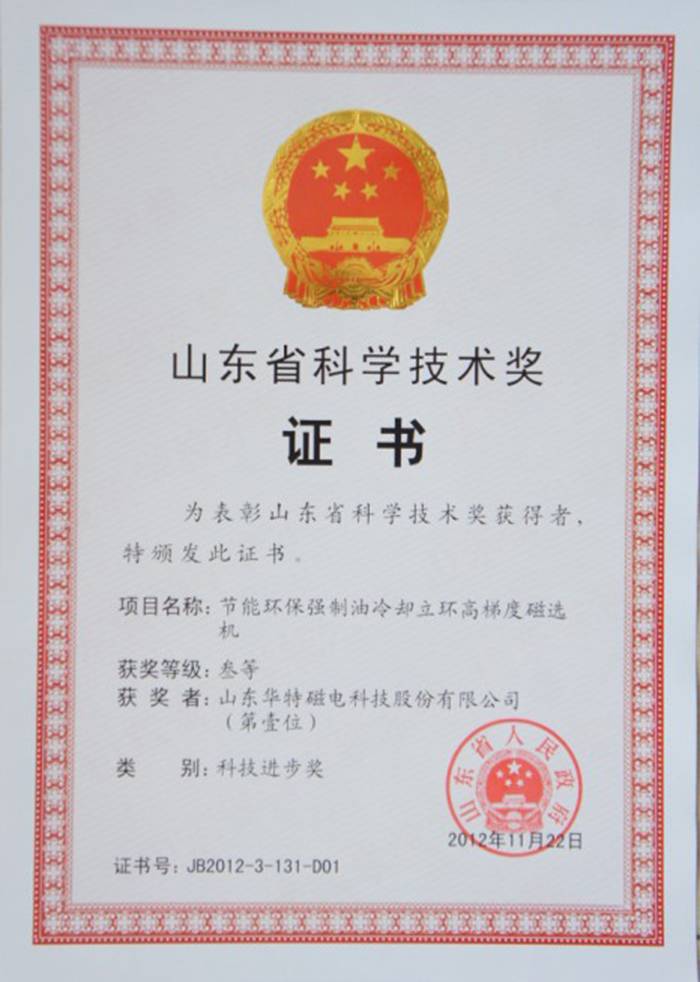 山东省科学技术奖
证书
为表彰山东省科学技术奖获得者，
特颁发此证书。
项目名称：节能环保强制油冷却立环高梯度磁选
机
获奖等级：叁等
获奖者：山东华特磁电科技股份有限公司
（第壹位）
类别：科技进步奖
山东省人民政府
2012年11月22日
证书号：JB2012-3-131-D01